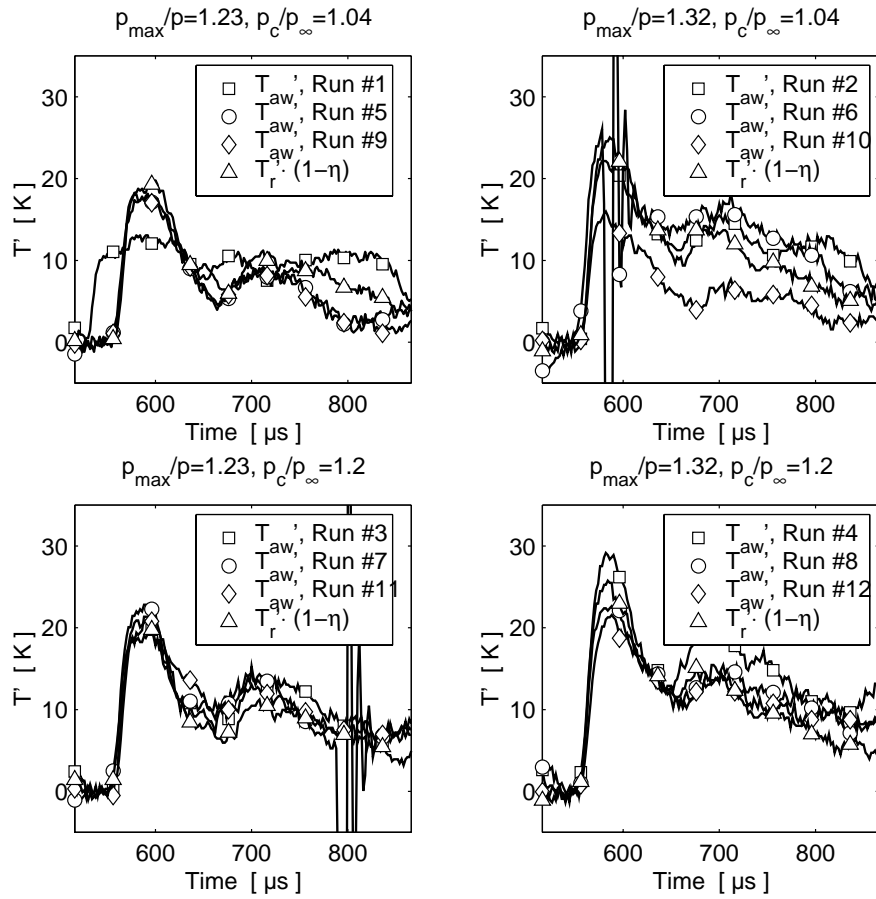 p_max/p=1.23, p_c/p_∞=1.04
T_aw', Run #1
T_aw', Run #5
T_aw', Run #9
T_r'· (1−η)
30
20
10
0
T' [ K ]
600 700 800
Time [ µs ]
p_max/p=1.32, p_c/p_∞=1.04
T_aw', Run #2
T_aw', Run #6
T_aw', Run #10
T_r'· (1−η)
30
20
10
0
T' [ K ]
600 700 800
Time [ µs ]
p_max/p=1.23, p_c/p_∞=1.2
T_aw', Run #3
T_aw', Run #7
T_aw', Run #11
T_r'· (1−η)
30
20
10
0
T' [ K ]
600 700 800
Time [ µs ]
p_max/p=1.32, p_c/p_∞=1.2
T_aw', Run #4
T_aw', Run #8
T_aw', Run #12
T_r'· (1−η)
30
20
10
0
T' [ K ]
600 700 800
Time [ µs ]